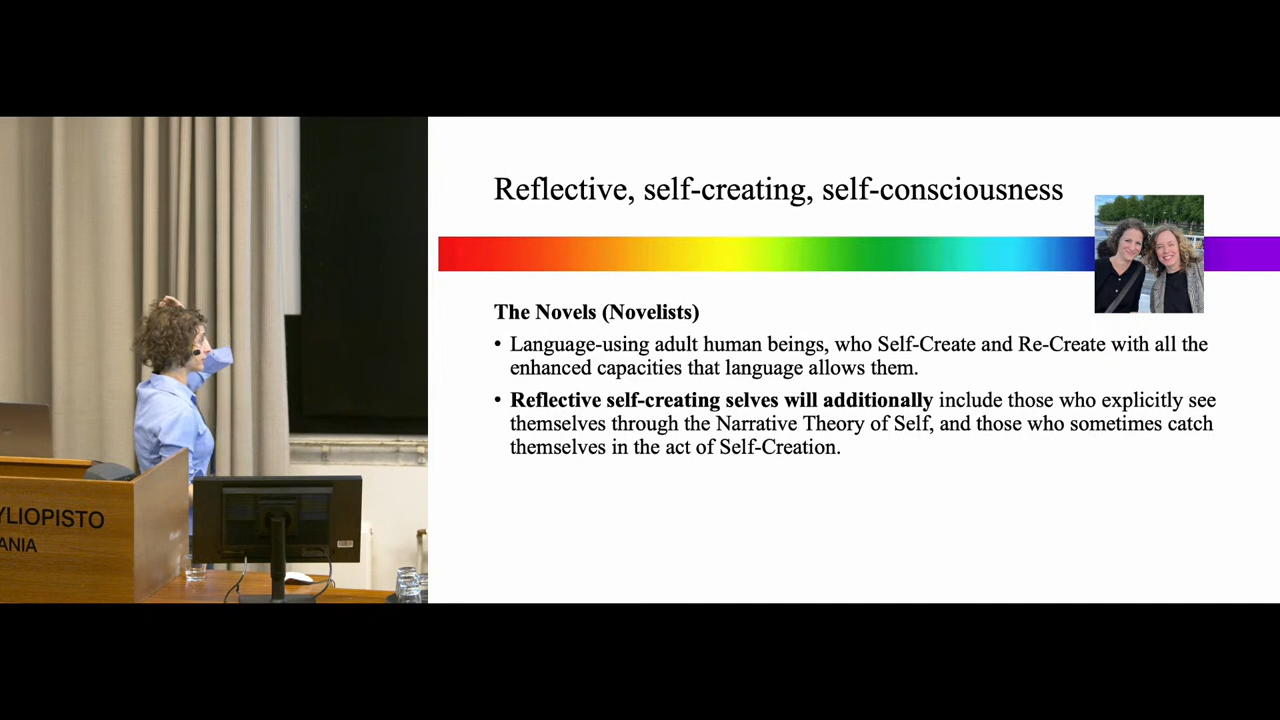 Reflective, self-creating, self-consciousness
The Novels (Novelists)
• Language-using adult human beings, who Self-Create and Re-Create with all the
enhanced capacities that language allows them.
• Reflective self-creating selves will additionally include those who explicitly see
themselves through the Narrative Theory of Self, and those who sometimes catch
themselves in the act of Self-Creation.
YLIOPISTO
ANIA